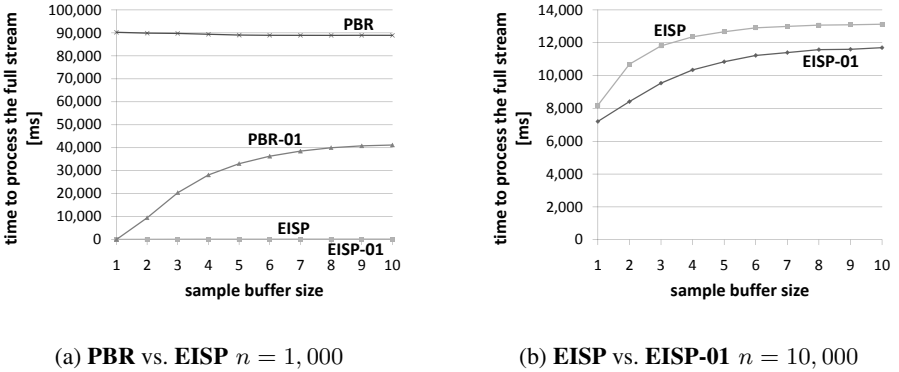 time to process the full stream
[ms]
100,000
90,000
80,000
70,000
60,000
50,000
40,000
30,000
20,000
10,000
0
PBR
PBR-01
EISP
EISP-01
1 2 3 4 5 6 7 8 9 10
sample buffer size
(a) PBR vs. EISP n = 1, 000
time to process the full stream
[ms]
14,000
12,000
10,000
8,000
6,000
4,000
2,000
0
EISP
EISP-01
1 2 3 4 5 6 7 8 9 10
sample buffer size
(b) EISP vs. EISP-01 n = 10, 000